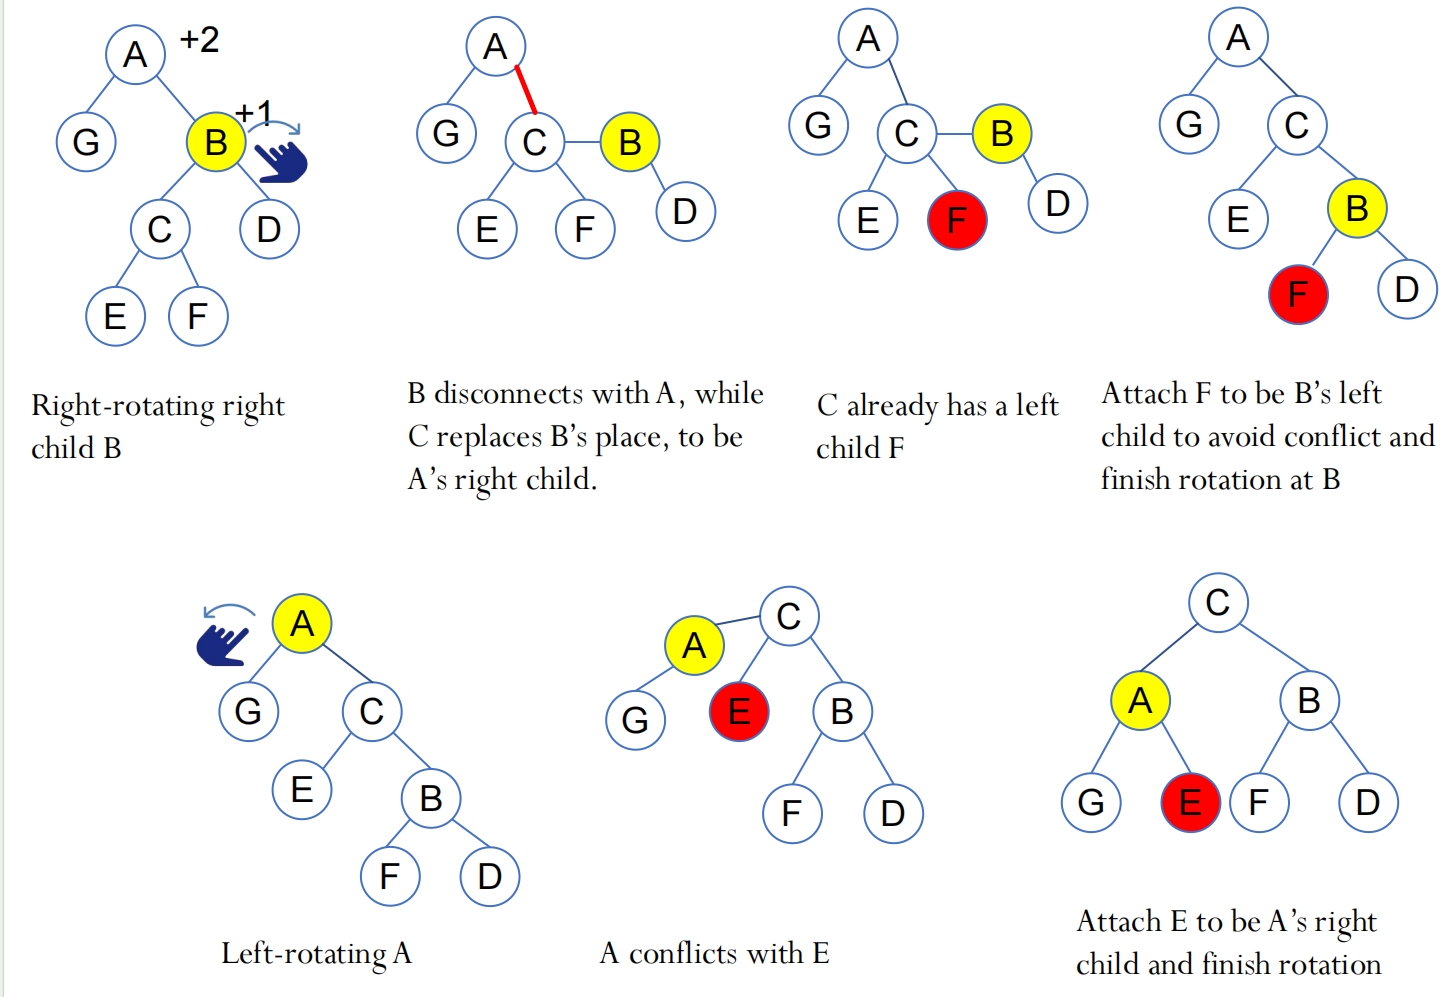 A +2
G
+1
B
C
D
E
F
A
G
C
B
E
F
D
A
G
C
B
E
F
D
A
G
C
E
B
F
D
Right-rotating right
child B
B disconnects with A, while
C replaces B’s place, to be
A’s right child.
C already has a left
child F
Attach F to be B’s left
child to avoid conflict and
finish rotation at B
A
G
C
E
B
F
D
C
A
G
E
B
F
D
C
A
B
G
E
F
D
Left-rotating A
A conflicts with E
Attach E to be A’s right
child and finish rotation